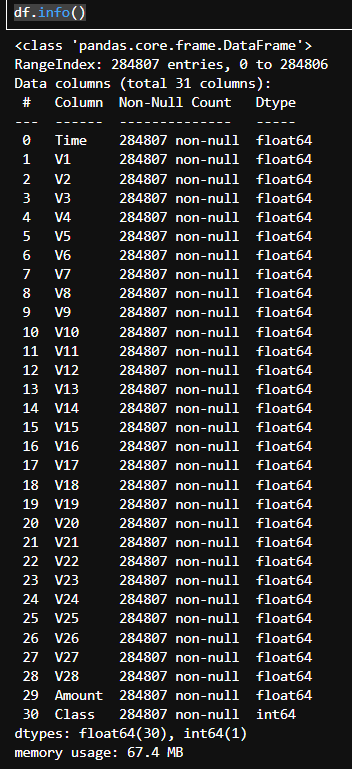 df.info()
<class 'pandas.core.frame.DataFrame'>
RangeIndex: 284807 entries, 0 to 284806
Data columns (total 31 columns):
 #   Column  Non-Null Count   Dtype
---  ------  --------------   -----
 0   Time    284807 non-null  float64
 1   V1      284807 non-null  float64
 2   V2      284807 non-null  float64
 3   V3      284807 non-null  float64
 4   V4      284807 non-null  float64
 5   V5      284807 non-null  float64
 6   V6      284807 non-null  float64
 7   V7      284807 non-null  float64
 8   V8      284807 non-null  float64
 9   V9      284807 non-null  float64
 10  V10     284807 non-null  float64
 11  V11     284807 non-null  float64
 12  V12     284807 non-null  float64
 13  V13     284807 non-null  float64
 14  V14     284807 non-null  float64
 15  V15     284807 non-null  float64
 16  V16     284807 non-null  float64
 17  V17     284807 non-null  float64
 18  V18     284807 non-null  float64
 19  V19     284807 non-null  float64
 20  V20     284807 non-null  float64
 21  V21     284807 non-null  float64
 22  V22     284807 non-null  float64
 23  V23     284807 non-null  float64
 24  V24     284807 non-null  float64
 25  V25     284807 non-null  float64
 26  V26     284807 non-null  float64
 27  V27     284807 non-null  float64
 28  V28     284807 non-null  float64
 29  Amount  284807 non-null  float64
 30  Class   284807 non-null  int64
dtypes: float64(30), int64(1)
memory usage: 67.4 MB